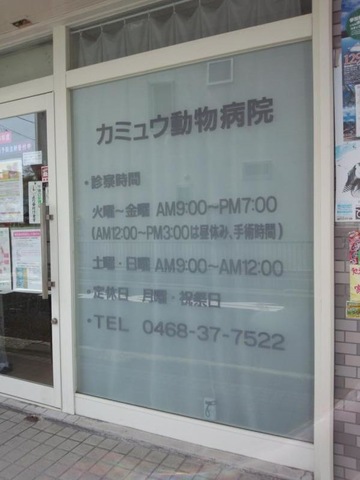 カミュウ動物病院
・診察時間
火曜~金曜 AM9:00~PM7:00
(AM12:00~PM3:00は昼休み、手術時間)
土曜・日曜 AM9:00~AM12:00
・定休日 月曜・祝祭日
・TEL 0468-37-7522